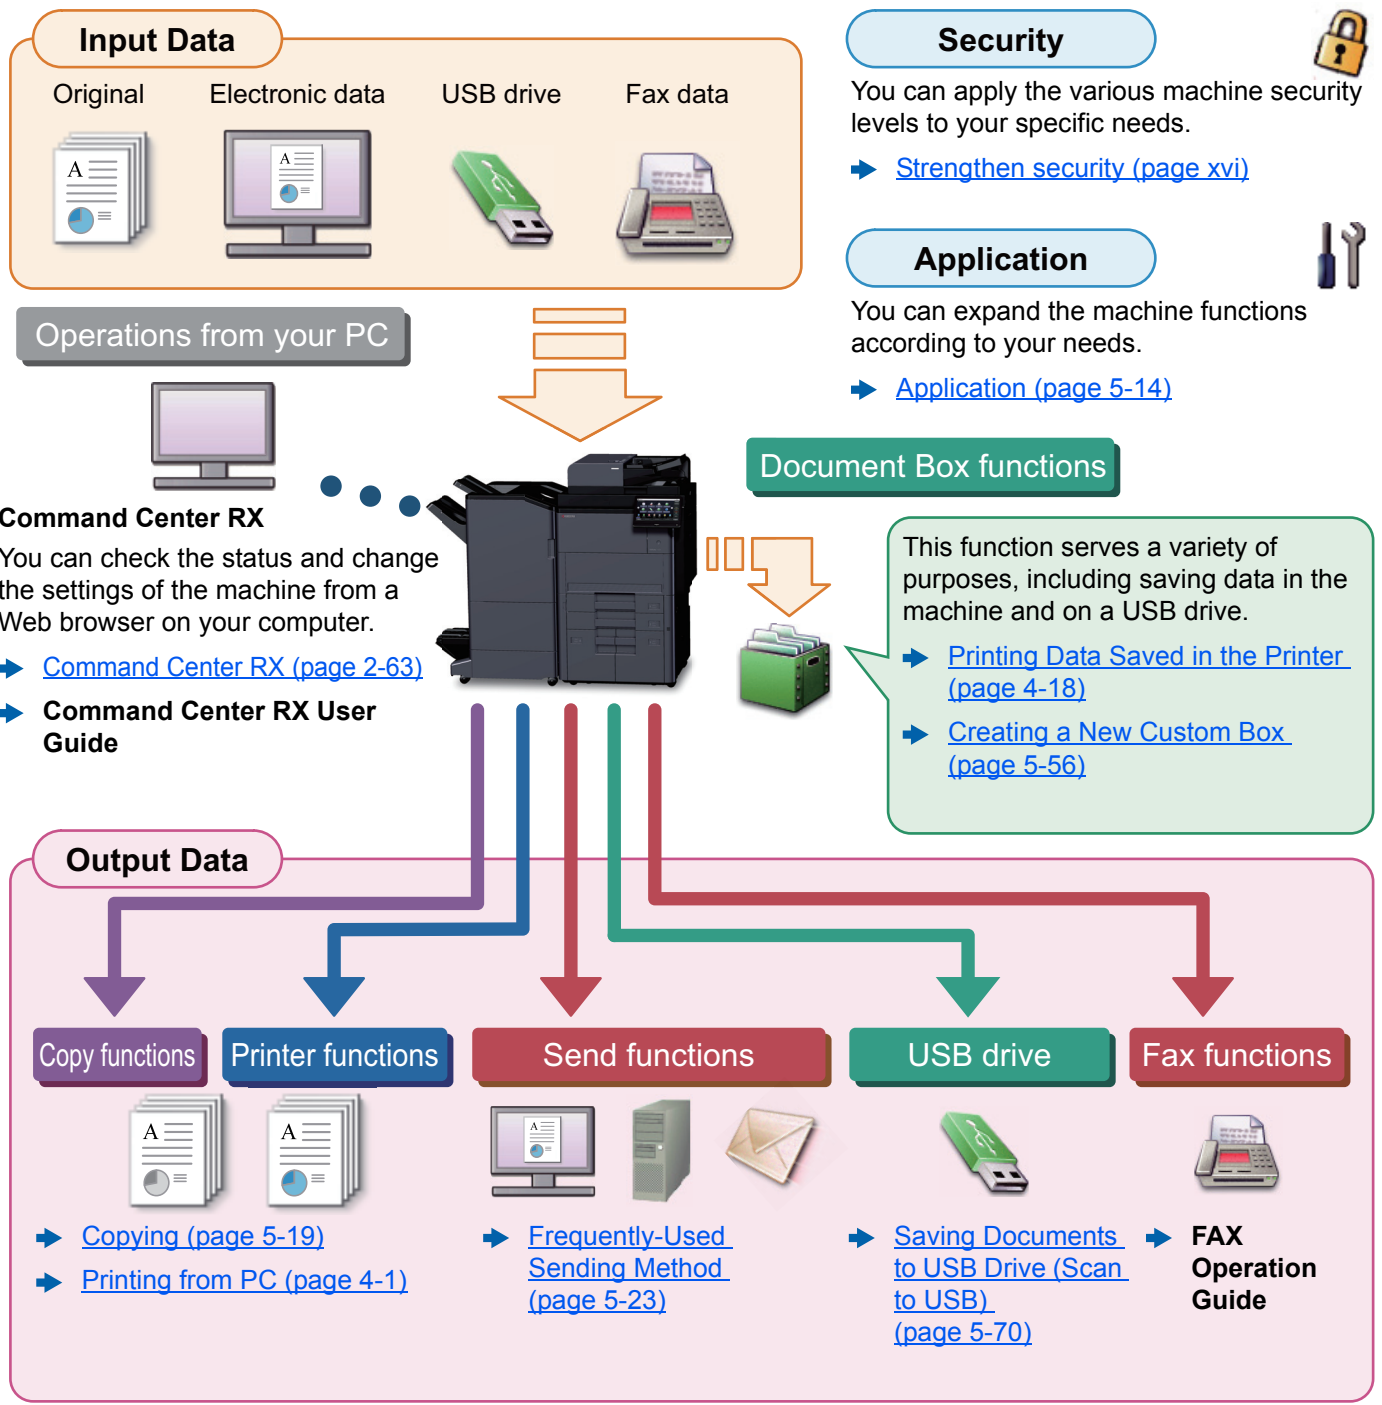 Input Data
Original
Electronic data
USB drive
Fax data
Security
You can apply the various machine security
levels to your specific needs.
Strengthen security (page xvi)
Application
You can expand the machine functions
according to your needs.
Application (page 5-14)
Operations from your PC
Command Center RX
You can check the status and change
the settings of the machine from a
Web browser on your computer.
Command Center RX (page 2-63)
Command Center RX User
Guide
Document Box functions
This function serves a variety of
purposes, including saving data in the
machine and on a USB drive.
Printing Data Saved in the Printer
(page 4-18)
Creating a New Custom Box
(page 5-56)
Output Data
Copy functions
Printer functions
Send functions
USB drive
Fax functions
Copying (page 5-19)
Printing from PC (page 4-1)
Frequently-Used
Sending Method
(page 5-23)
Saving Documents
to USB Drive (Scan
to USB)
(page 5-70)
FAX
Operation
Guide